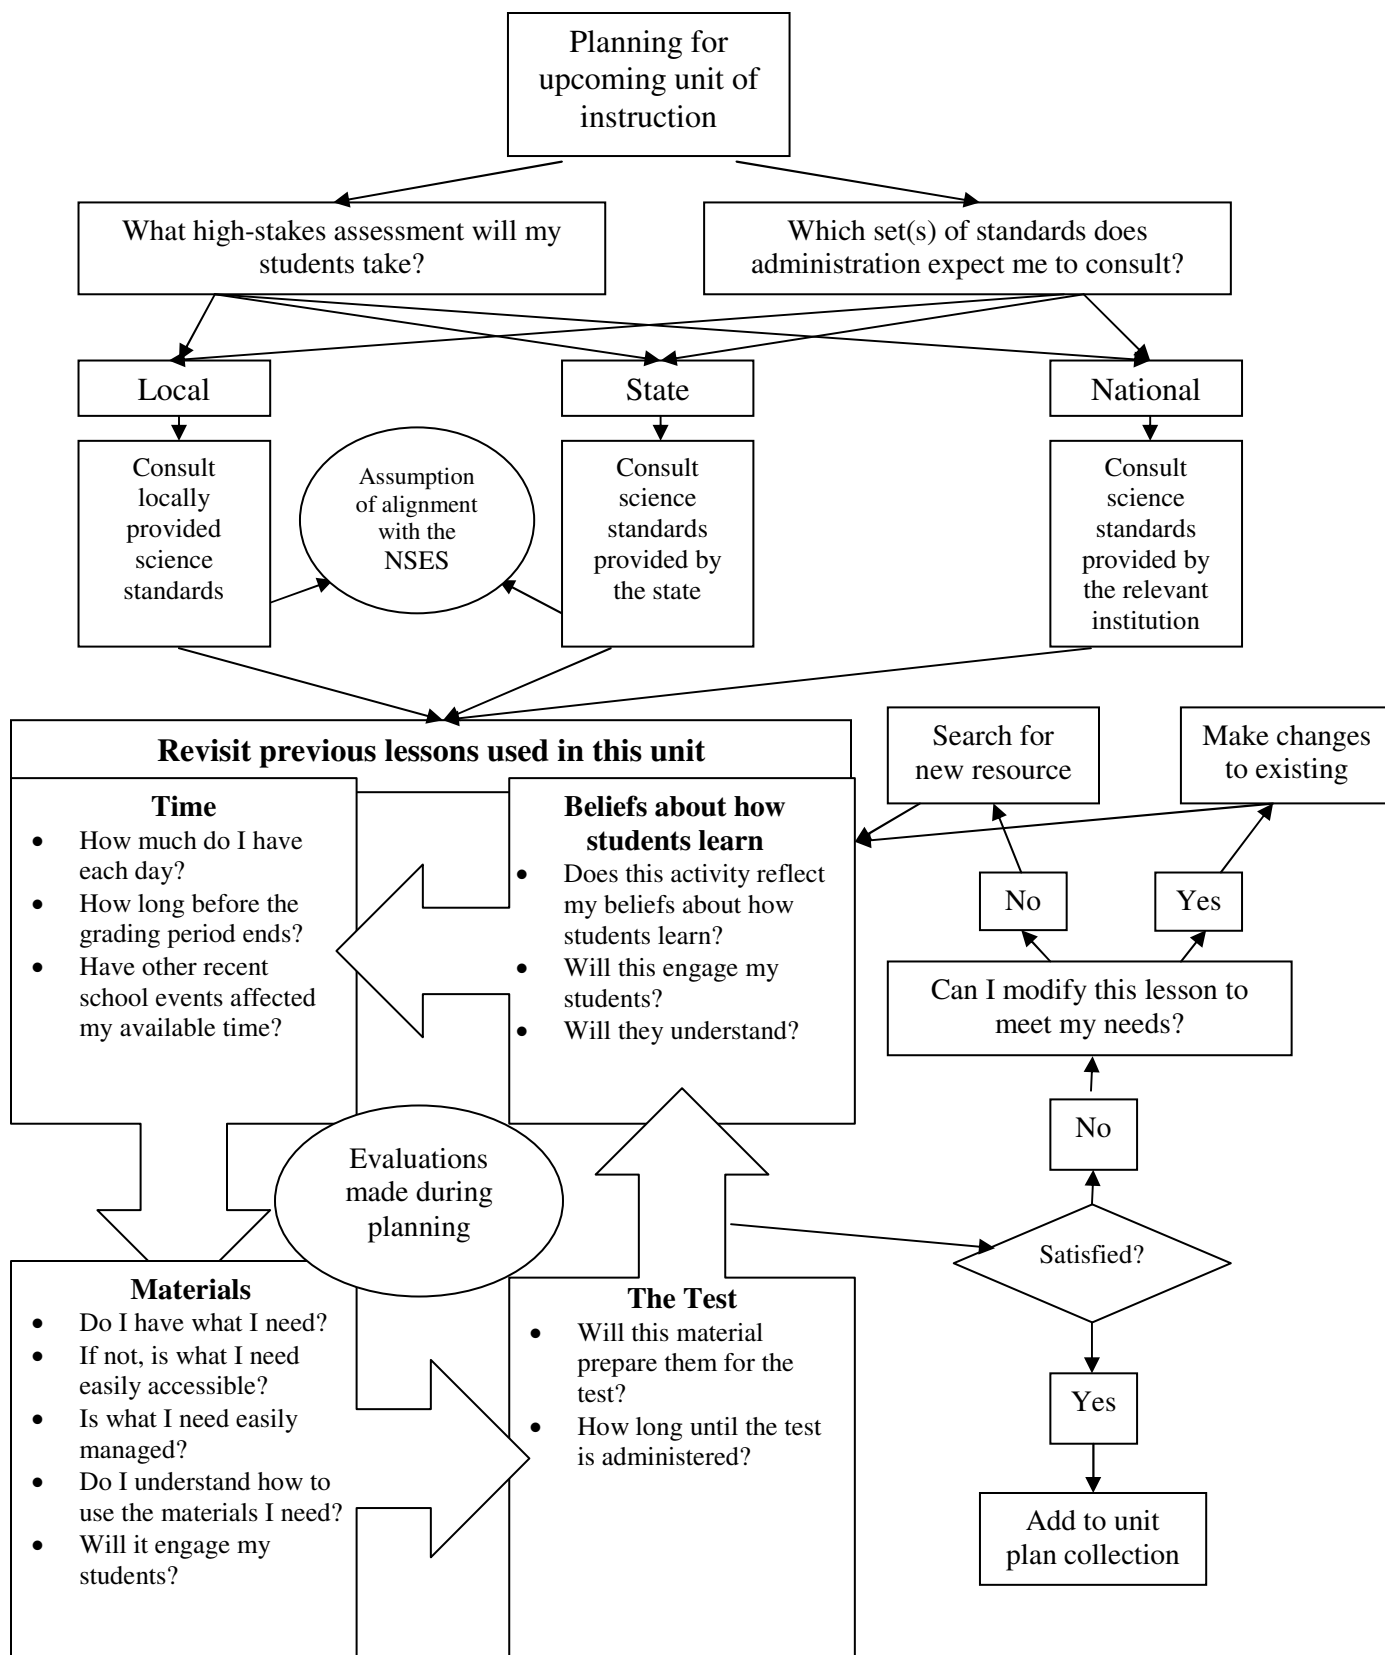 Planning for
upcoming unit of
instruction
What high-stakes assessment will my
students take?
Which set(s) of standards does
administration expect me to consult?
Local
State
National
Consult
locally
provided
science
standards
Assumption
of alignment
with the
NSES
Consult
science
standards
provided by
the state
Consult
science
standards
provided by
the relevant
institution
Revisit previous lessons used in this unit
Search for
new resource
Make changes
to existing
Time
• How much do I have
each day?
• How long before the
grading period ends?
• Have other recent
school events affected
my available time?
Beliefs about how
students learn
• Does this activity reflect
my beliefs about how
students learn?
• Will this engage my
students?
• Will they understand?
No
Yes
Can I modify this lesson to
meet my needs?
No
Evaluations
made during
planning
Satisfied?
Materials
• Do I have what I need?
• If not, is what I need
easily accessible?
• Is what I need easily
managed?
• Do I understand how to
use the materials I need?
• Will it engage my
students?
The Test
• Will this material
prepare them for the
test?
• How long until the test
is administered?
Yes
Add to unit
plan collection